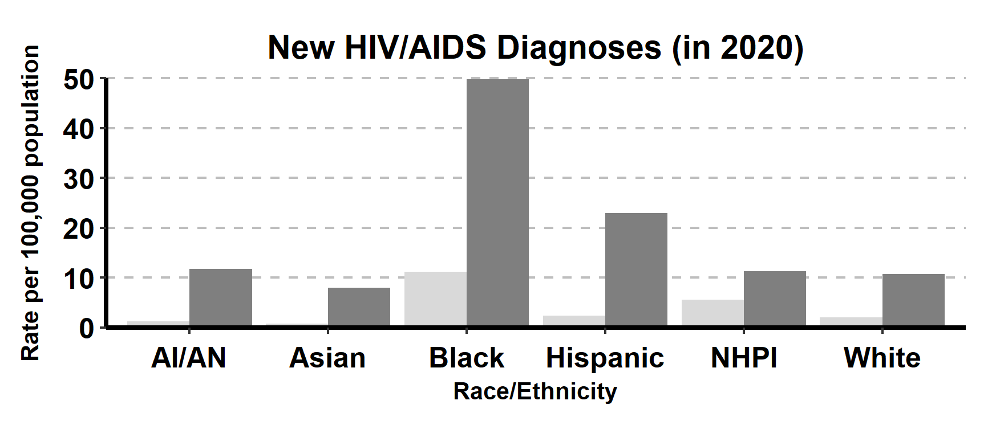 New HIV/AIDS Diagnoses (in 2020)
Rate per 100,000 population
50
40
30
20
10
0
AI/AN Asian Black Hispanic NHPI White
Race/Ethnicity